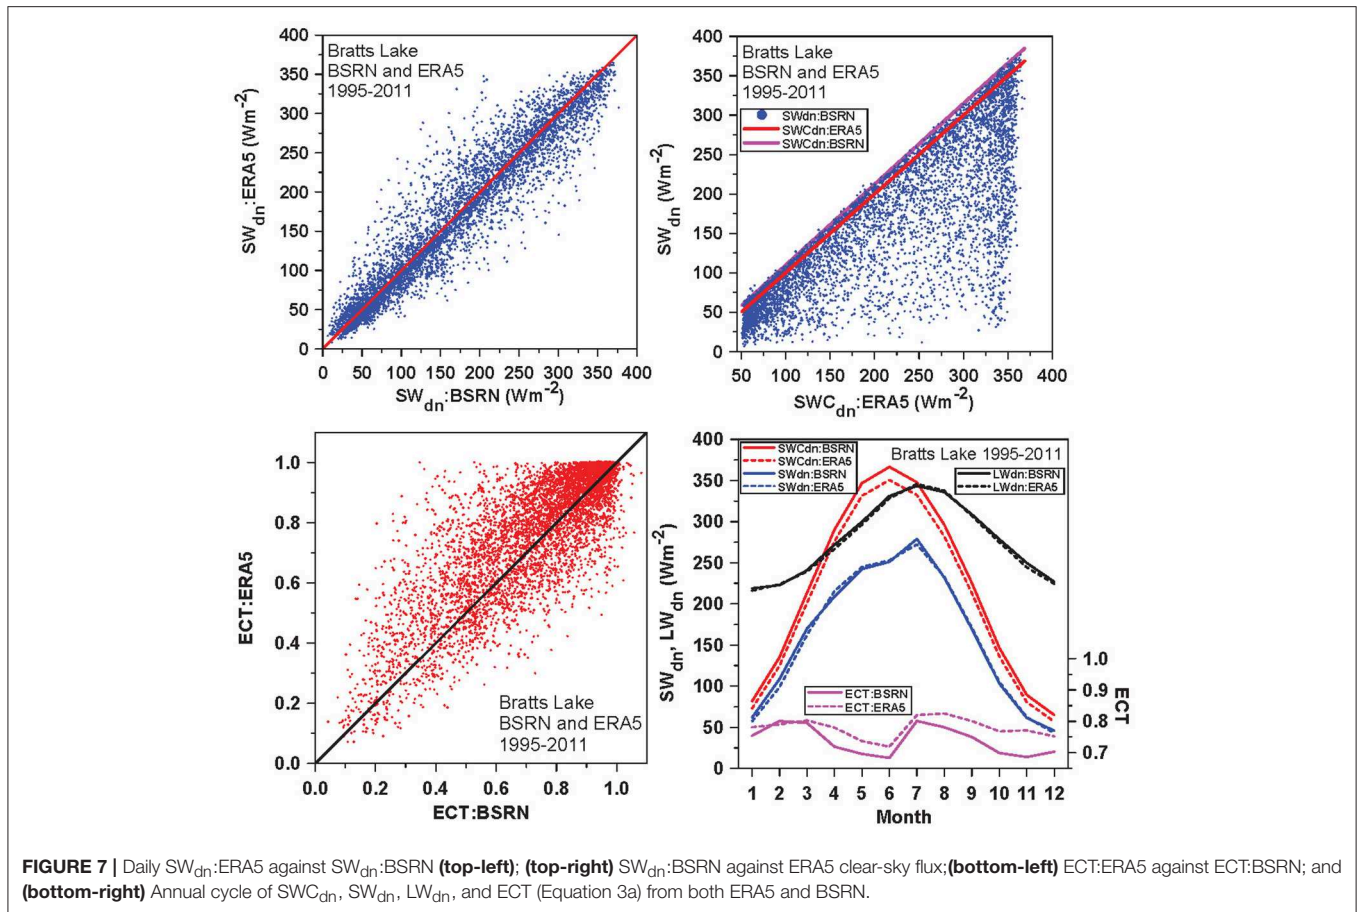 Bratts Lake
BSRN and ERA5
1995-2011
400
350
300
250
200
150
100
50
0
SWdn:ERA5 (Wm-2)
0 50 100 150 200 250 300 350 400
SWdn:BSRN (Wm-2)
Bratts Lake
BSRN and ERA5
1995-2011
SWdn:BSRN
SWCdn:ERA5
SWCdn:BSRN
400
350
300
250
200
150
100
50
0
SWdn (Wm-2)
50 100 150 200 250 300 350 400
SWCdn:ERA5 (Wm-2)
1.0
0.8
0.6
0.4
0.2
0.0
ECT:ERA5
Bratts Lake
BSRN and ERA5
1995-2011
0.0 0.2 0.4 0.6 0.8 1.0
ECT:BSRN
SWCdn:BSRN
SWCdn:ERA5
SWdn:BSRN
SWdn:ERA5
Bratts Lake 1995-2011
LWdn:BSRN
LWdn:ERA5
400
350
300
250
200
150
100
50
0
SWdn, LWdn (Wm-2)
ECT:BSRN
ECT:ERA5
1.0
0.9
0.8
0.7
ECT
1 2 3 4 5 6 7 8 9 10 11 12
Month
FIGURE 7 | Daily SWdn:ERA5 against SWdn:BSRN (top-left); (top-right) SWdn:BSRN against ERA5 clear-sky flux;(bottom-left) ECT:ERA5 against ECT:BSRN; and
(bottom-right) Annual cycle of SWCdn, SWdn, LWdn, and ECT (Equation 3a) from both ERA5 and BSRN.